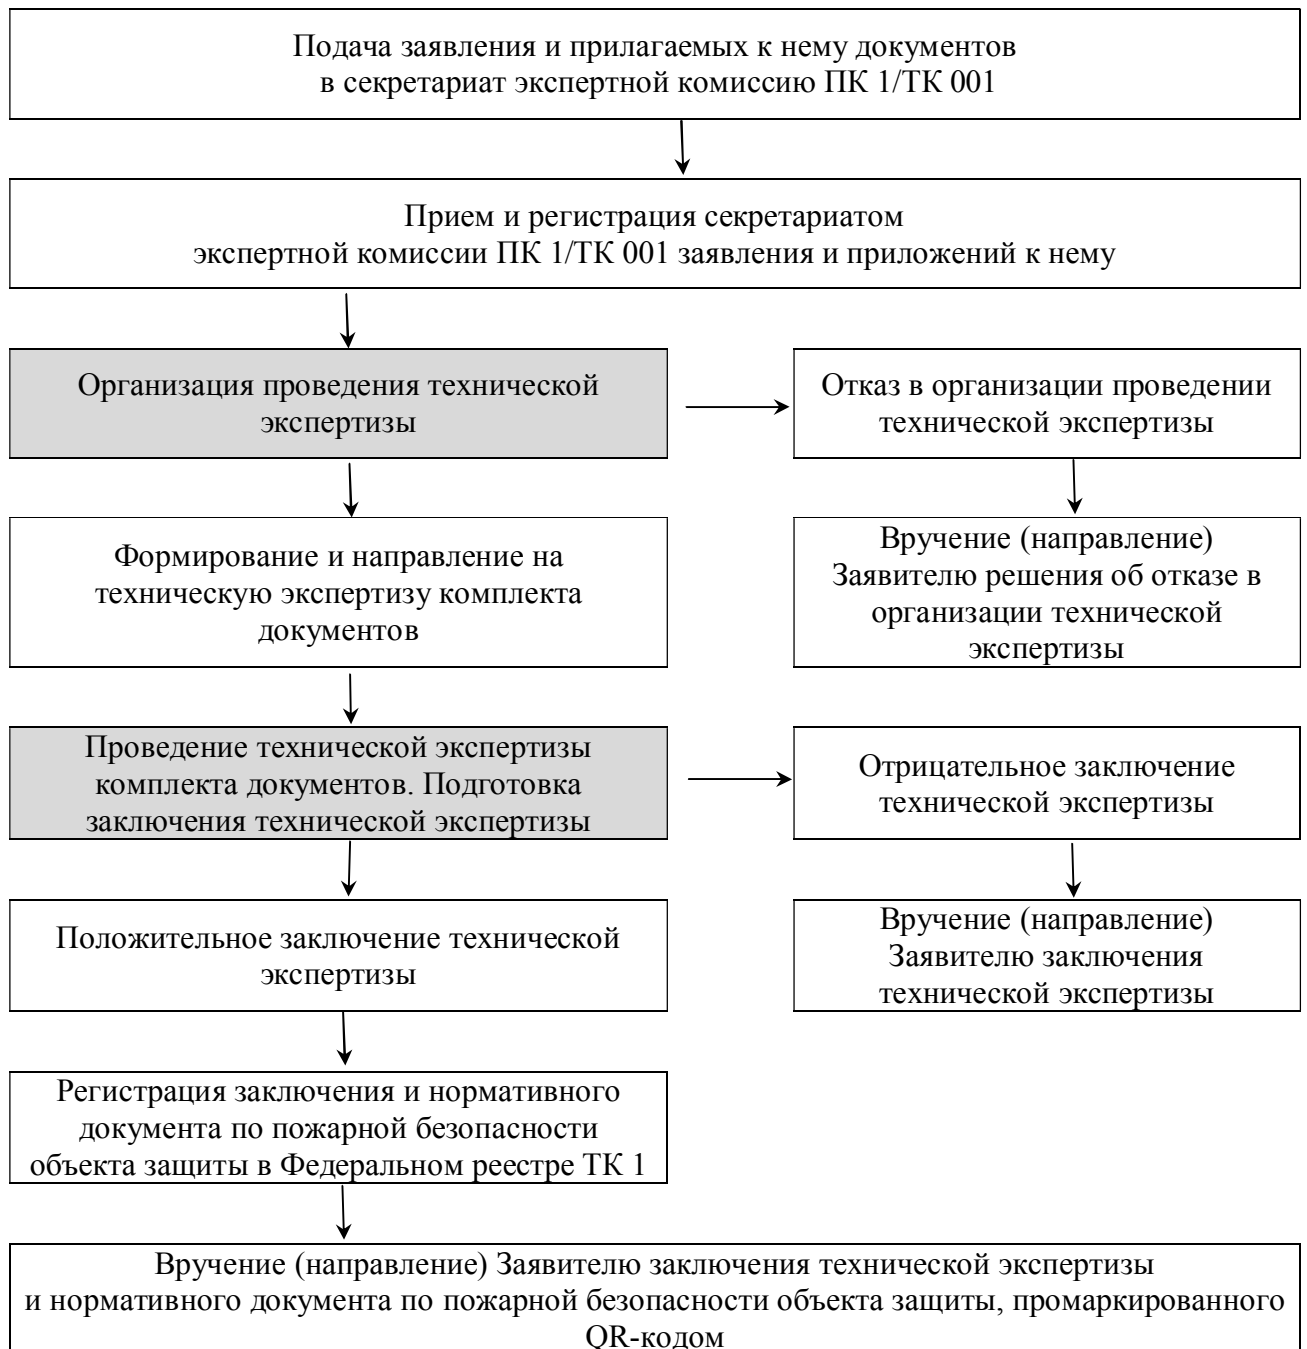 Подача заявления и прилагаемых к нему документов
в секретариат экспертной комиссию ПК 1/ТК 001
Прием и регистрация секретариатом
экспертной комиссии ПК 1/ТК 001 заявления и приложений к нему
Организация проведения технической
экспертизы
Отказ в организации проведении
технической экспертизы
Формирование и направление на
техническую экспертизу комплекта
документов
Вручение (направление)
Заявителю решения об отказе в
организации технической
экспертизы
Проведение технической экспертизы
комплекта документов. Подготовка
заключения технической экспертизы
Отрицательное заключение
технической экспертизы
Положительное заключение технической
экспертизы
Вручение (направление)
Заявителю заключения
технической экспертизы
Регистрация заключения и нормативного
документа по пожарной безопасности
объекта защиты в Федеральном реестре ТК 1
Вручение (направление) Заявителю заключения технической экспертизы
и нормативного документа по пожарной безопасности объекта защиты, промаркированного
QR-кодом